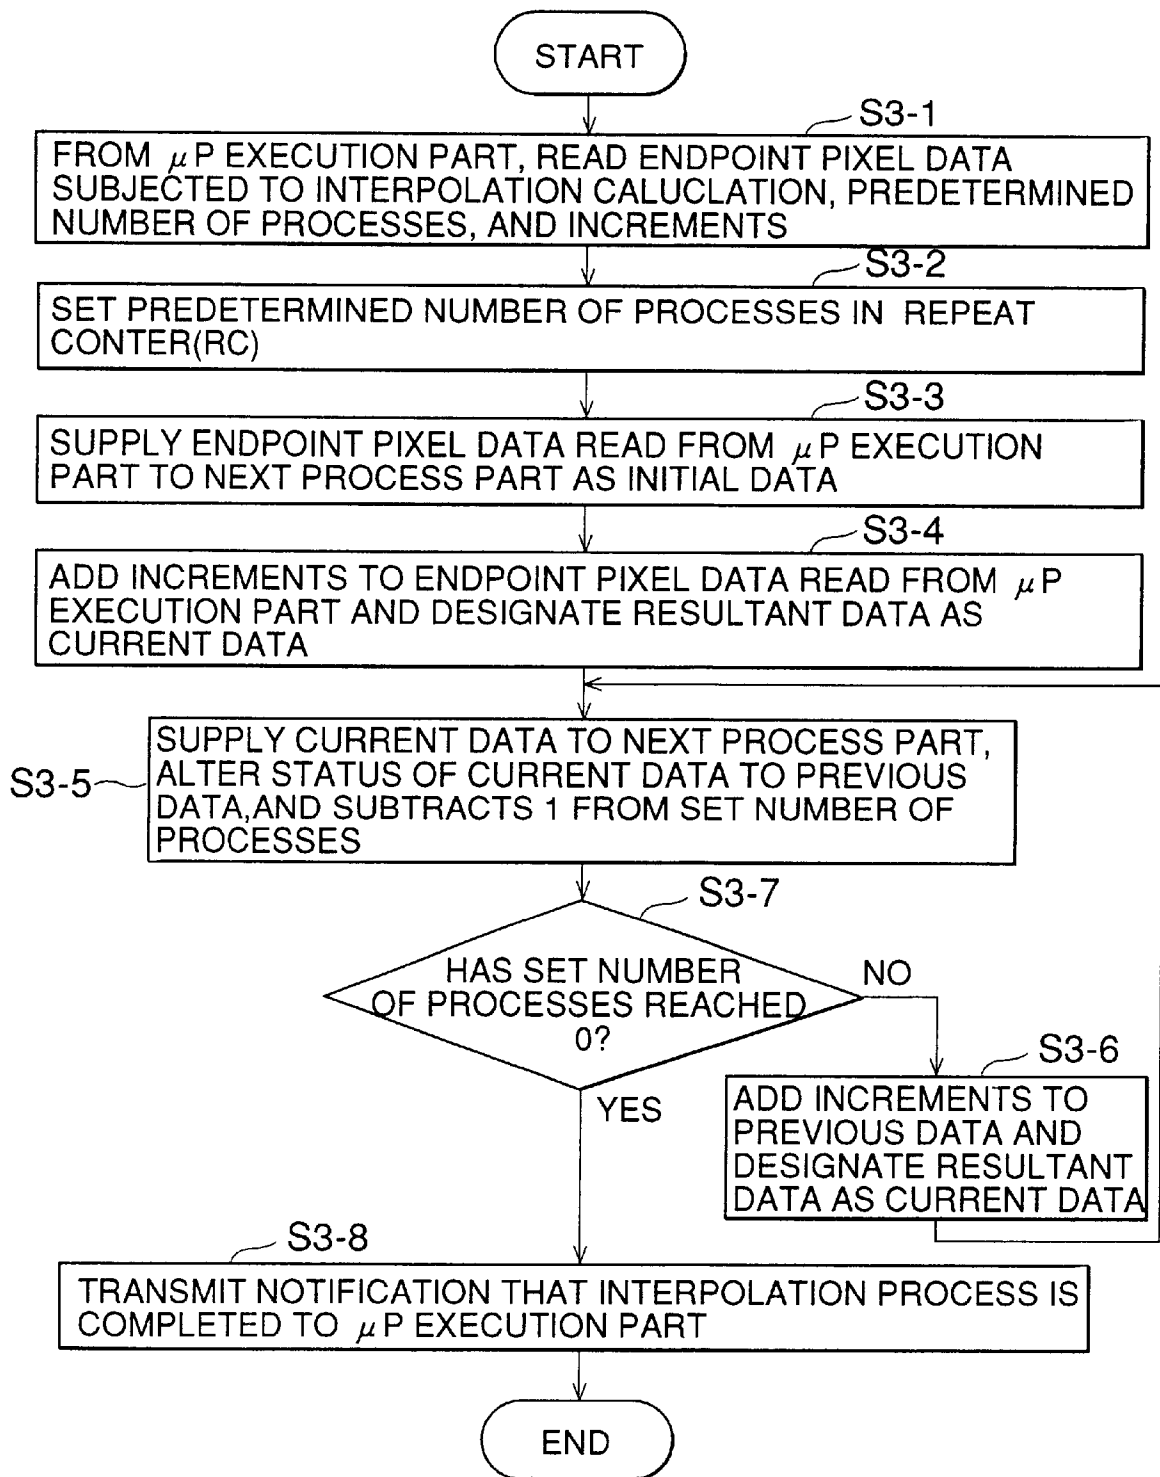 START
S3-1
FROM μP EXECUTION PART, READ ENDPOINT PIXEL DATA
SUBJECTED TO INTERPOLATION CALUCLATION, PREDETERMINED
NUMBER OF PROCESSES, AND INCREMENTS
S3-2
SET PREDETERMINED NUMBER OF PROCESSES IN REPEAT
CONTER(RC)
S3-3
SUPPLY ENDPOINT PIXEL DATA READ FROM μP EXECUTION
PART TO NEXT PROCESS PART AS INITIAL DATA
S3-4
ADD INCREMENTS TO ENDPOINT PIXEL DATA READ FROM μP
EXECUTION PART AND DESIGNATE RESULTANT DATA AS
CURRENT DATA
S3-5
SUPPLY CURRENT DATA TO NEXT PROCESS PART,
ALTER STATUS OF CURRENT DATA TO PREVIOUS
DATA,AND SUBTRACTS 1 FROM SET NUMBER OF
PROCESSES
S3-7
HAS SET NUMBER
OF PROCESSES REACHED
0?
NO
YES
S3-6
ADD INCREMENTS TO
PREVIOUS DATA AND
DESIGNATE RESULTANT
DATA AS CURRENT DATA
S3-8
TRANSMIT NOTIFICATION THAT INTERPOLATION PROCESS IS
COMPLETED TO μP EXECUTION PART
END